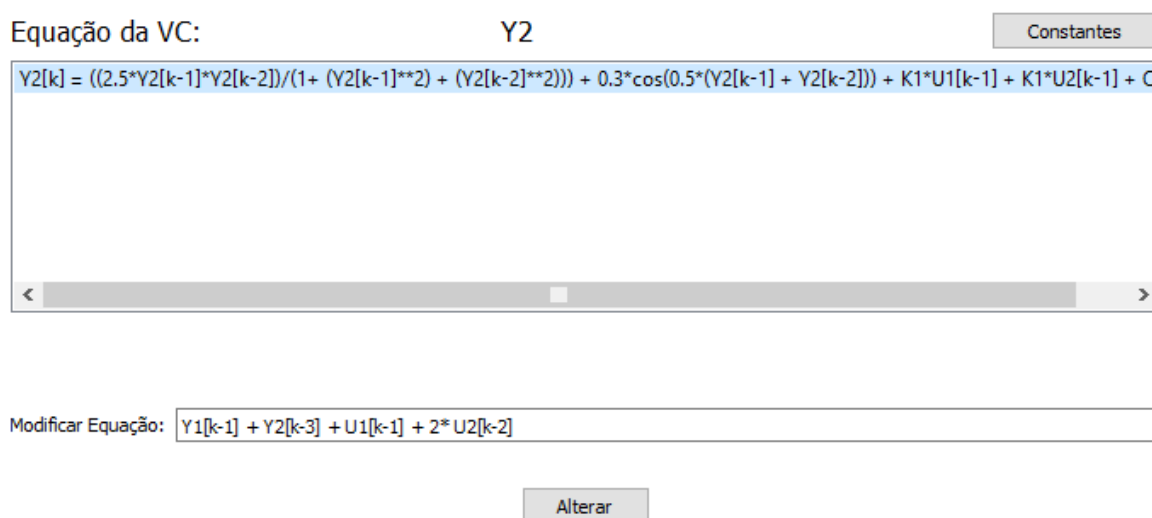 Equação da VC: Y2 Constantes
Y2[k] = ((2.5*Y2[k-1]*Y2[k-2])/(1+ (Y2[k-1]**2) + (Y2[k-2]**2))) + 0.3*cos(0.5*(Y2[k-1] + Y2[k-2])) + K1*U1[k-1] + K1*U2[k-1] +
Modificar Equação: Y1[k-1] + Y2[k-3] + U1[k-1] + 2* U2[k-2]
Alterar